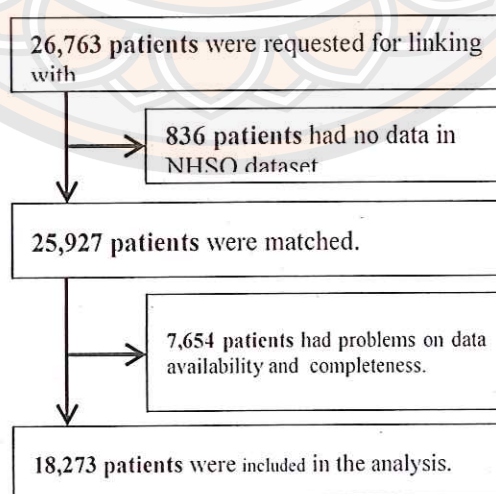 26,763 patients were requested for linking
with
836 patients had no data in
NHSO dataset
25,927 patients were matched.
7,654 patients had problems on data
availability and completeness.
18,273 patients were included in the analysis.